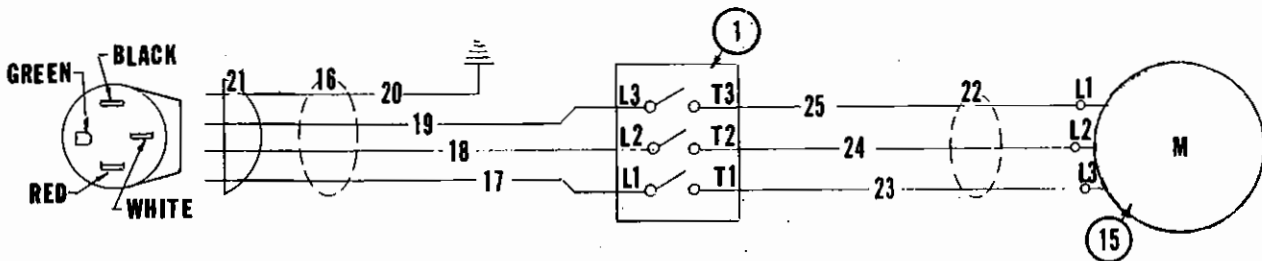 1
BLACK
GREEN
21
16
20
L3
T3
25
22
L1
19
18
L2
T2
24
L2
M
17
L1
T1
23
L3
RED
WHITE
15